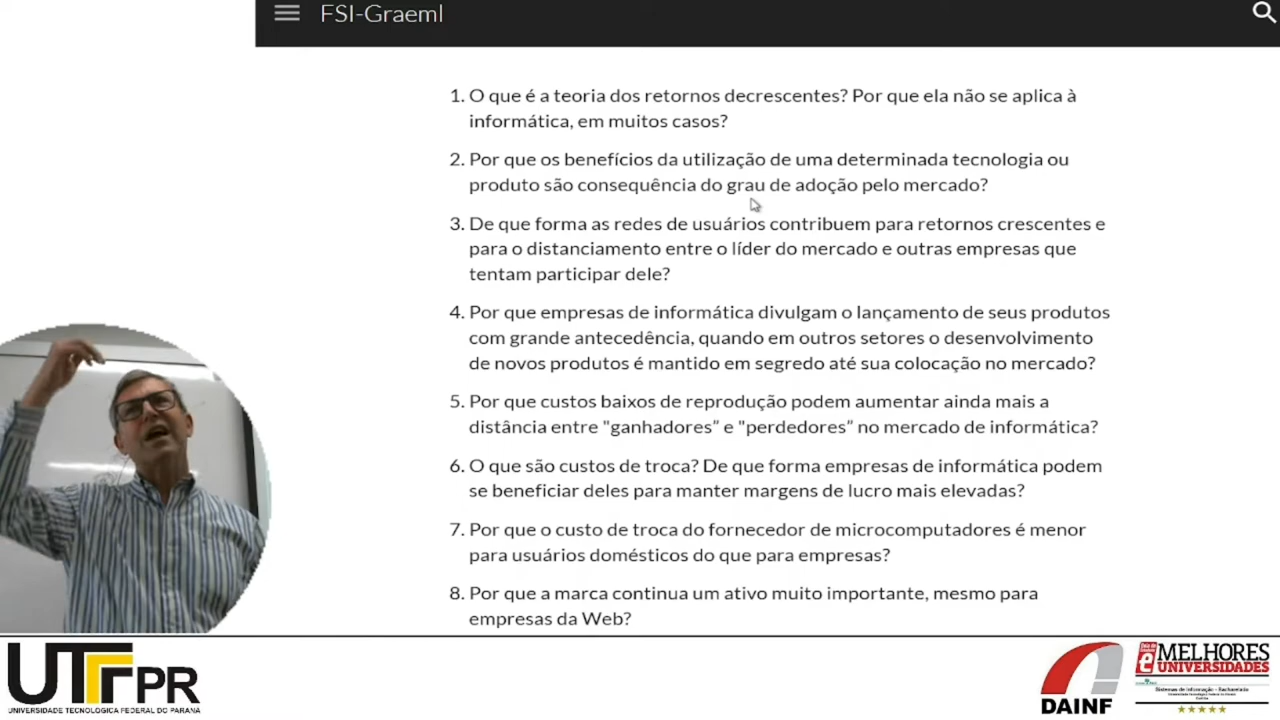 FSI-Graeml
1. O que é a teoria dos retornos decrescentes? Por que ela não se aplica à
informática, em muitos casos?
2. Por que os benefícios da utilização de uma determinada tecnologia ou
produto são consequência do grau de adoção pelo mercado?
3. De que forma as redes de usuários contribuem para retornos crescentes e
para o distanciamento entre o líder do mercado e outras empresas que
tentam participar dele?
4. Por que empresas de informática divulgam o lançamento de seus produtos
com grande antecedência, quando em outros setores o desenvolvimento
de novos produtos é mantido em segredo até sua colocação no mercado?
5. Por que custos baixos de reprodução podem aumentar ainda mais a
distância entre "ganhadores” e "perdedores” no mercado de informática?
6. O que são custos de troca? De que forma empresas de informática podem
se beneficiar deles para manter margens de lucro mais elevadas?
7. Por que o custo de troca do fornecedor de microcomputadores é menor
para usuários domésticos do que para empresas?
8. Por que a marca continua um ativo muito importante, mesmo para
empresas da Web?
UTFPR
UNIVERSIDADE TECNOLÓGICA FEDERAL DO PARANÁ
DAINF
MELHORES
UNIVERSIDADES
Sistemas de Informação - Bacharelado